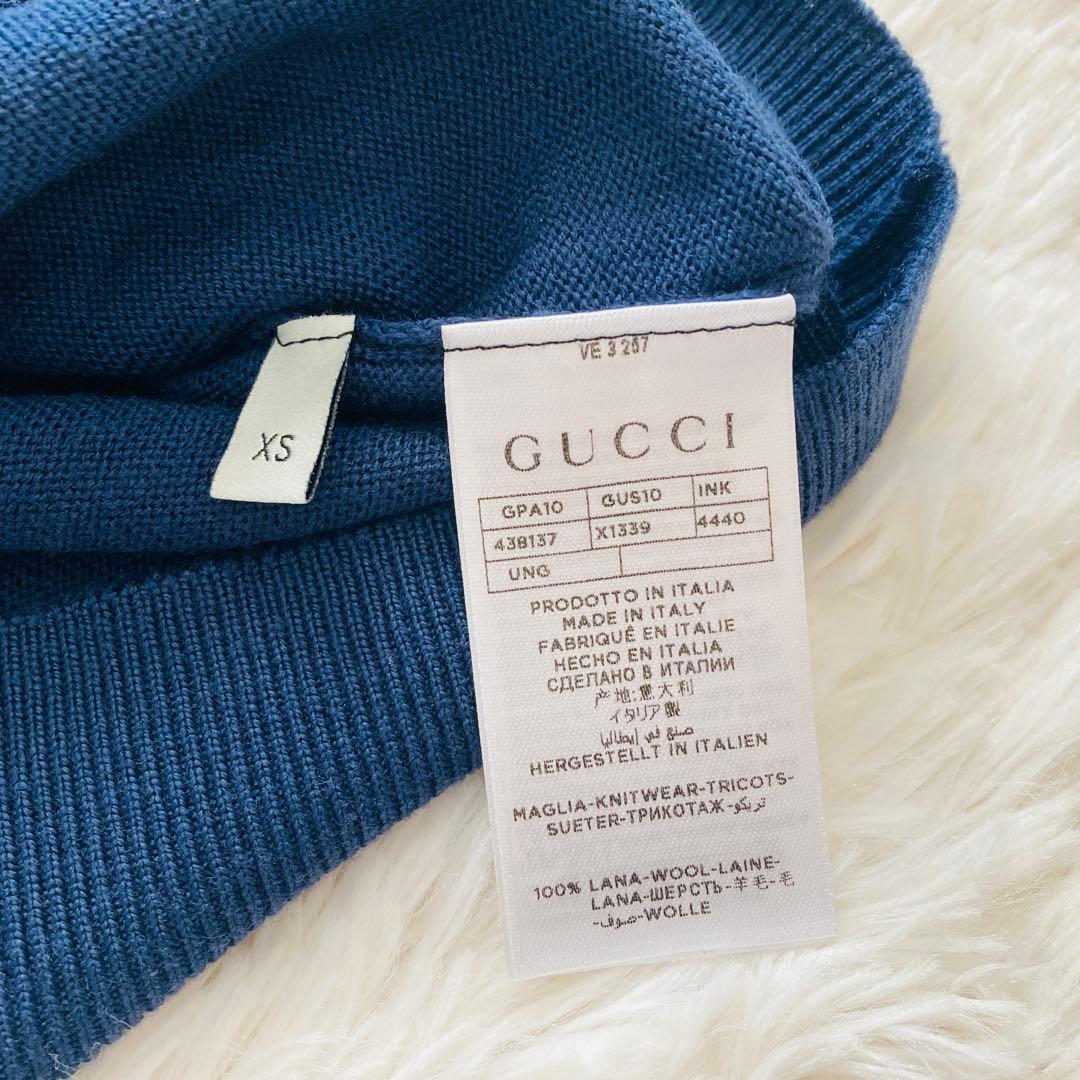 XS
VE 3 267
GUCCI
GPA10 GUS10 INK
438137 X1339 4440
UNG
PRODOTTO IN ITALIA
MADE IN ITALY
FABRIQUÊ EN ITALIE
HECHO EN ITALIA
СДЕЛАНО В ИТАЛИИ
产地:意大利
イタリア製
صنع في إيطاليا
HERGESTELLT IN ITALIEN
MAGLIA-KNITWEAR-TRICOTS-
SUETER-ТРИКОТАЖ-تريكو-
100% LANA-WOOL-LAINE-
LANA-ШЕРСТЬ-羊毛-毛
-صوف-WOLLE